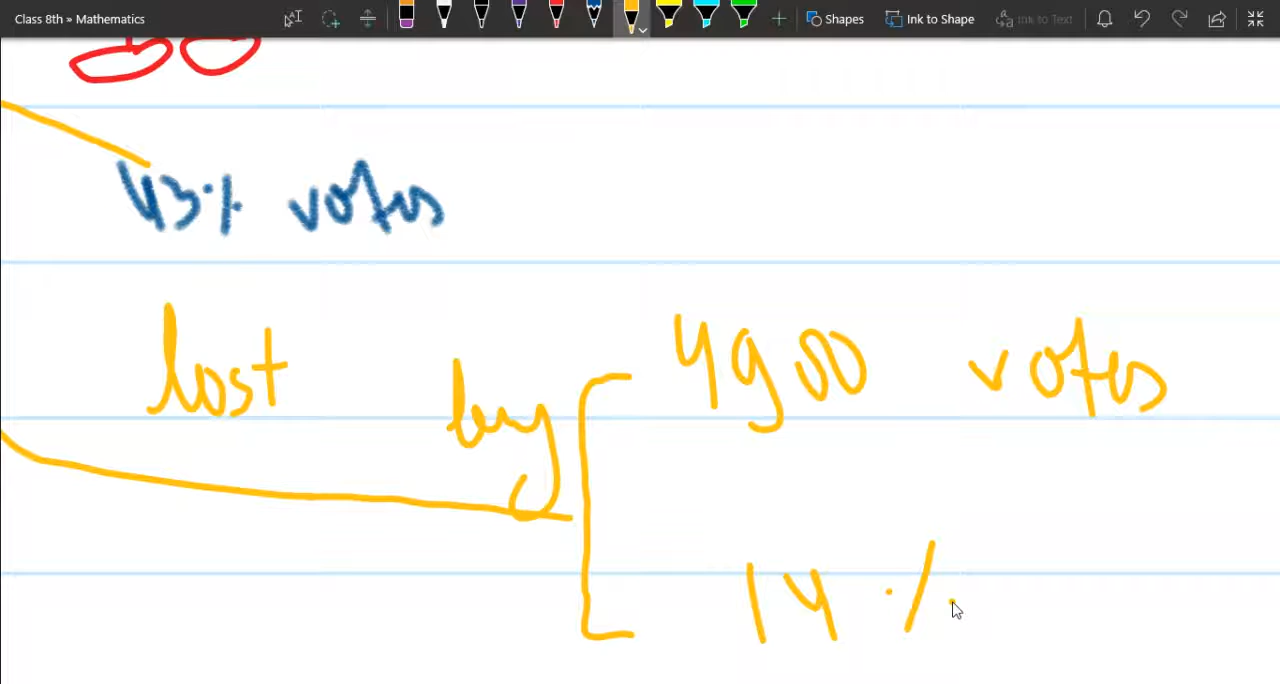 Class 8th » Mathematics
Shapes Ink to Shape Ink to Text
43% votes
lost by 4900 votes
14 %